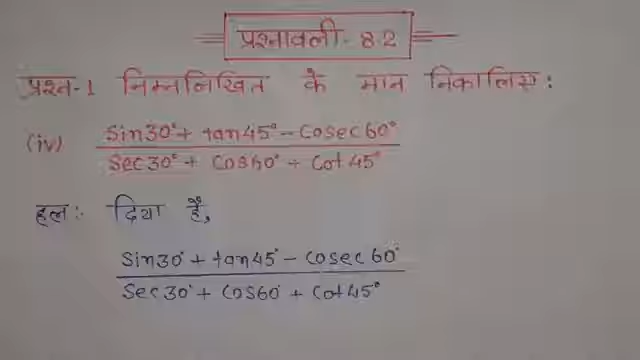 प्रश्नावली - 8.2
प्रश्न-1 निम्नलिखित के मान निकालिए:
(iv) sin30° + tan45° - Cosec60°
Sec30° + Cos60° + Cot45°
हल: दिया है,
sin30° + tan45° - Cosec60°
Sec30° + Cos60° + Cot45°